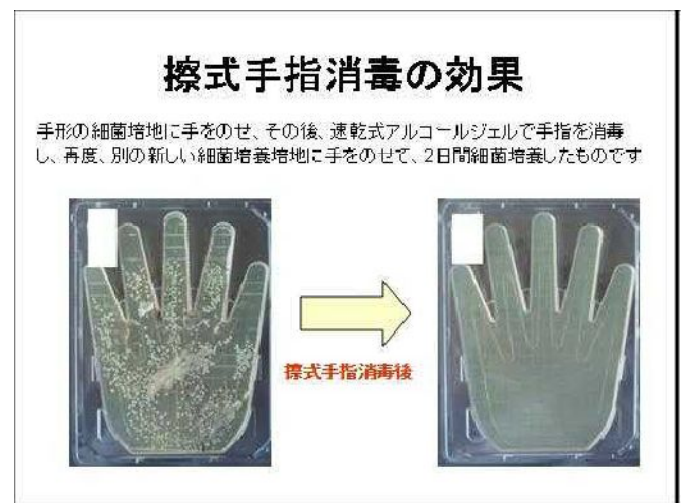 擦式手指消毒の効果
手形の細菌培地に手をのせ、その後、速乾式アルコールジェルで手指を消毒
し、再度、別の新しい細菌培養培地に手をのせて、2日間細菌培養したものです
擦式手指消毒後